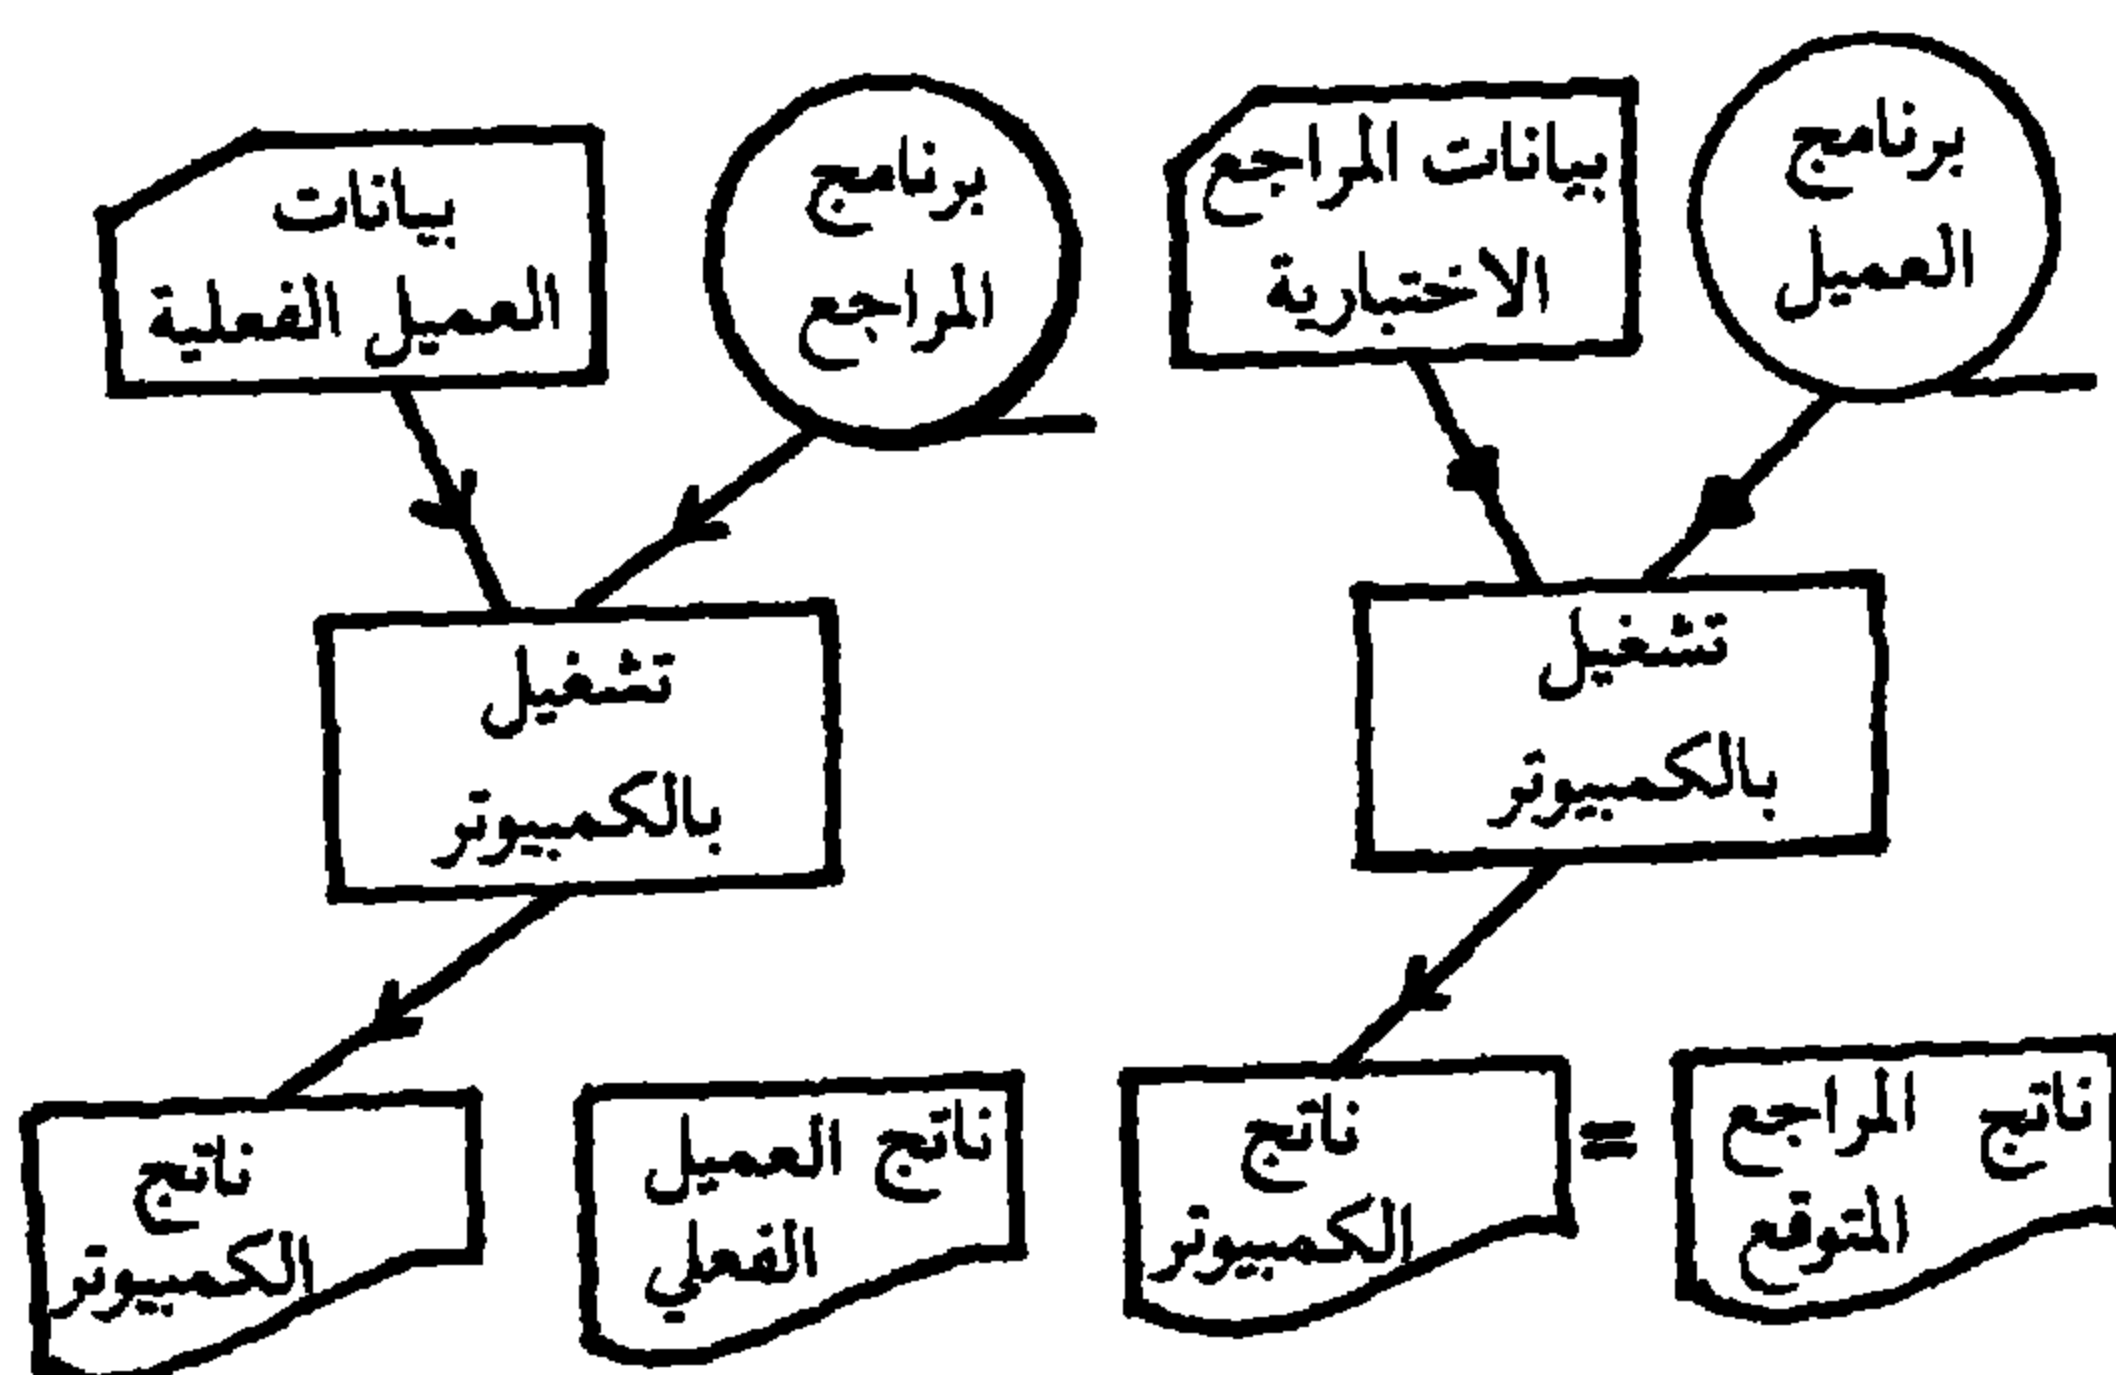 برنامج
العميل
بيانات المراجع
الاختبارية
تشغيل
بالكمبيوتر
ناتج المراجع
المتوقع
=
ناتج
الكمبيوتر
برنامج
المراجع
بيانات
العميل الفعلية
تشغيل
بالكمبيوتر
ناتج العميل
الفعلي
ناتج
الكمبيوتر